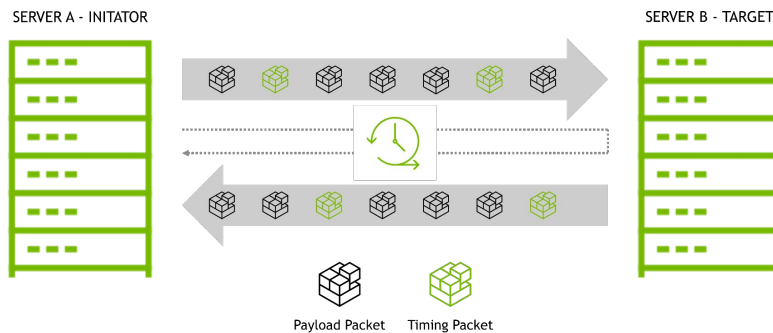 SERVER A - INITATOR
SERVER B - TARGET
Payload Packet
Timing Packet